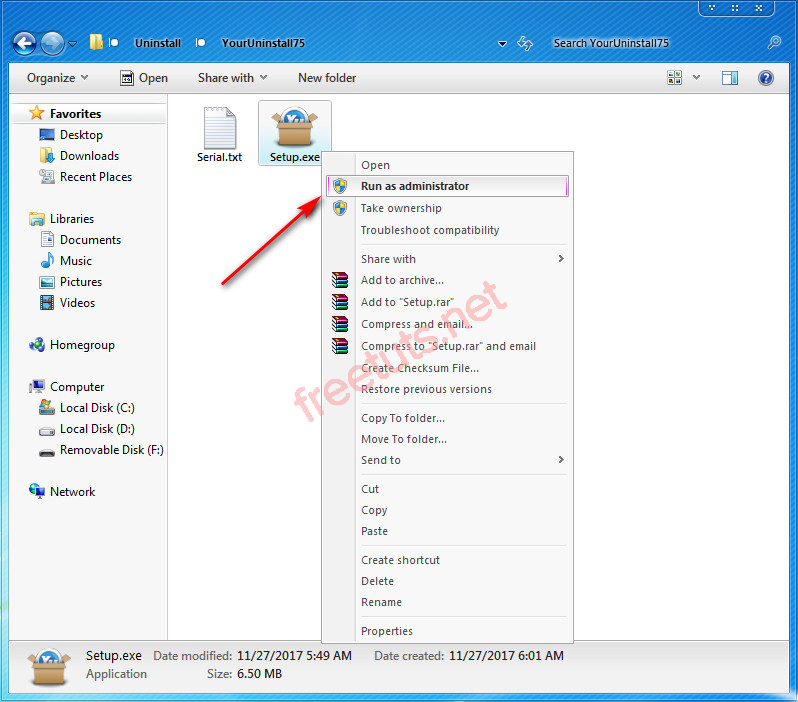 Uninstall YourUninstall75 Search YourUninstall75
Organize Open Share with New folder
Favorites
Desktop
Downloads
Recent Places
Libraries
Documents
Music
Pictures
Videos
Homegroup
Computer
Local Disk (C:)
Local Disk (D:)
Removable Disk (F:)
Network
Serial.txt
Setup.exe
Open
Run as administrator
Take ownership
Troubleshoot compatibility
Share with
Add to archive...
Add to "Setup.rar"
Compress and email...
Compress to "Setup.rar" and email
Create Checksum File...
Restore previous versions
Copy To folder...
Move To folder...
Send to
Cut
Copy
Paste
Create shortcut
Delete
Rename
Properties
freetuts.net
Setup.exe Date modified: 11/27/2017 5:49 AM Date created: 11/27/2017 6:01 AM
Application Size: 6.50 MB